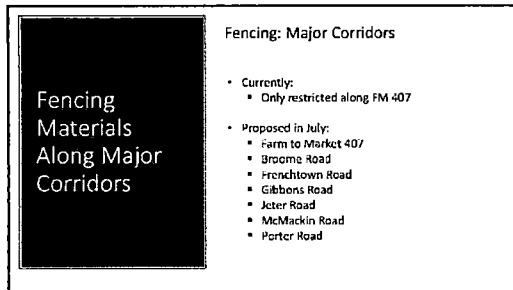 Fencing
Materials
Along Major
Corridors
Fencing: Major Corridors
• Currently:
▪ Only restricted along FM 407
• Proposed in July:
▪ Farm to Market 407
▪ Broome Road
▪ Frenchtown Road
▪ Gibbons Road
▪ Jeter Road
▪ McMackin Road
▪ Porter Road